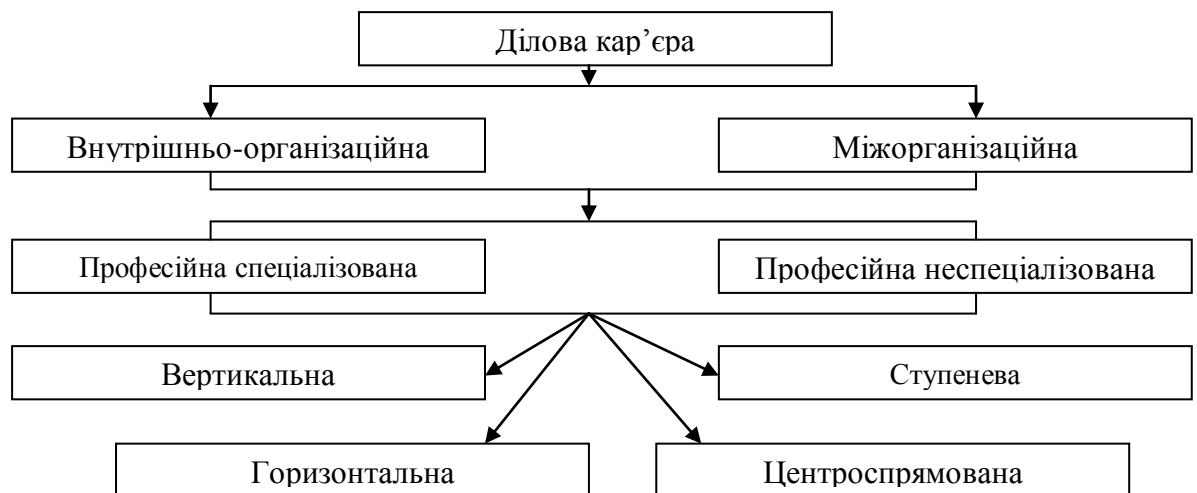 Ділова кар’єра
Внутрішньо-організаційна
Міжорганізаційна
Професійна спеціалізована
Професійна неспеціалізована
Вертикальна
Ступенева
Горизонтальна
Центроспрямована